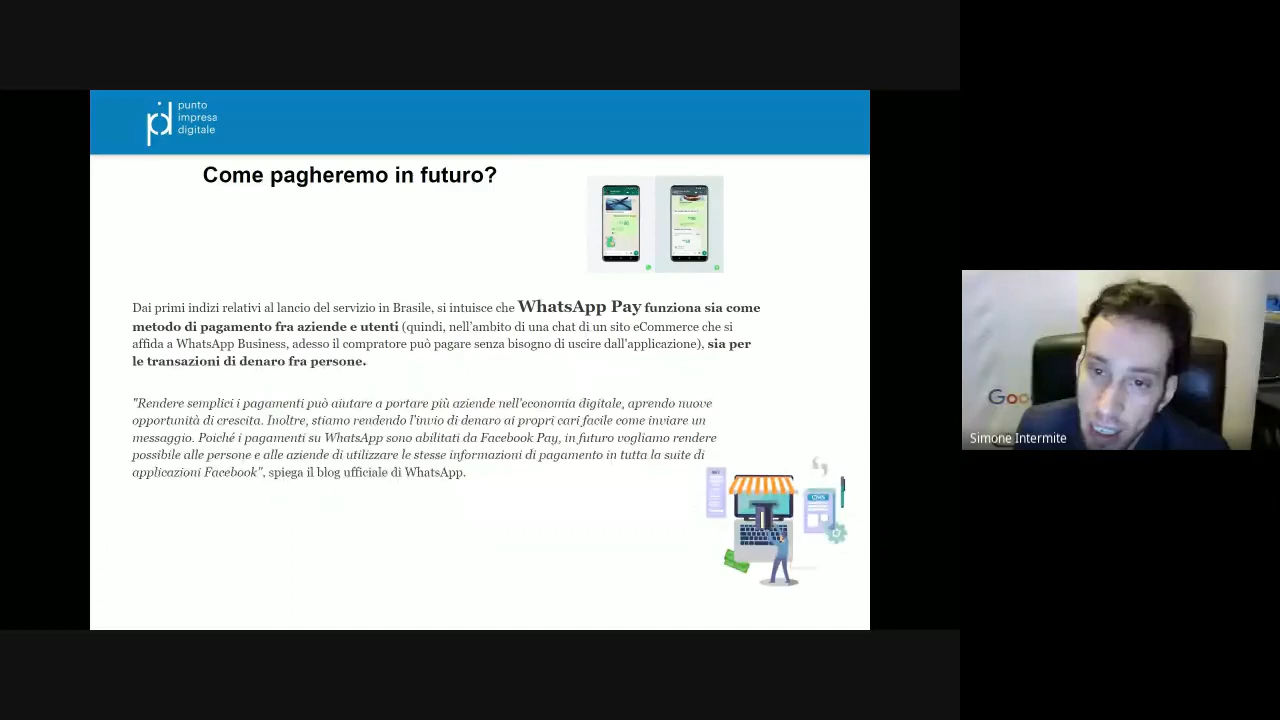 punto
impresa
digitale
Come pagheremo in futuro?
Dai primi indizi relativi al lancio del servizio in Brasile, si intuisce che WhatsApp Pay funziona sia come
metodo di pagamento fra aziende e utenti (quindi, nell'ambito di una chat di un sito eCommerce che si
affida a WhatsApp Business, adesso il compratore può pagare senza bisogno di uscire dall'applicazione), sia per
le transazioni di denaro fra persone.
"Rendere semplici i pagamenti può aiutare a portare più aziende nell'economia digitale, aprendo nuove
opportunità di crescita. Inoltre, stiamo rendendo l'invio di denaro ai propri cari facile come inviare un
messaggio. Poiché i pagamenti su WhatsApp sono abilitati da Facebook Pay, in futuro vogliamo rendere
possibile alle persone e alle aziende di utilizzare le stesse informazioni di pagamento in tutta la suite di
applicazioni Facebook", spiega il blog ufficiale di WhatsApp.
Goo
Simone Intermite